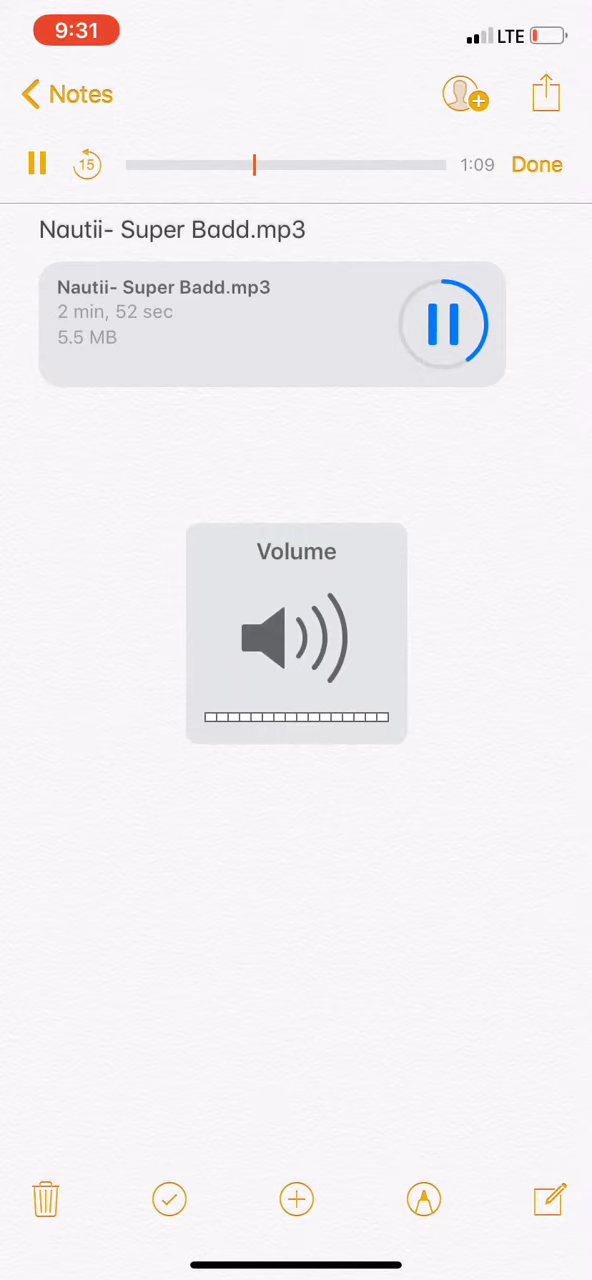 9:31
LTE
Notes
15
1:09
Done
Nautii- Super Badd.mp3
Nautii- Super Badd.mp3
2 min, 52 sec
5.5 MB
Volume